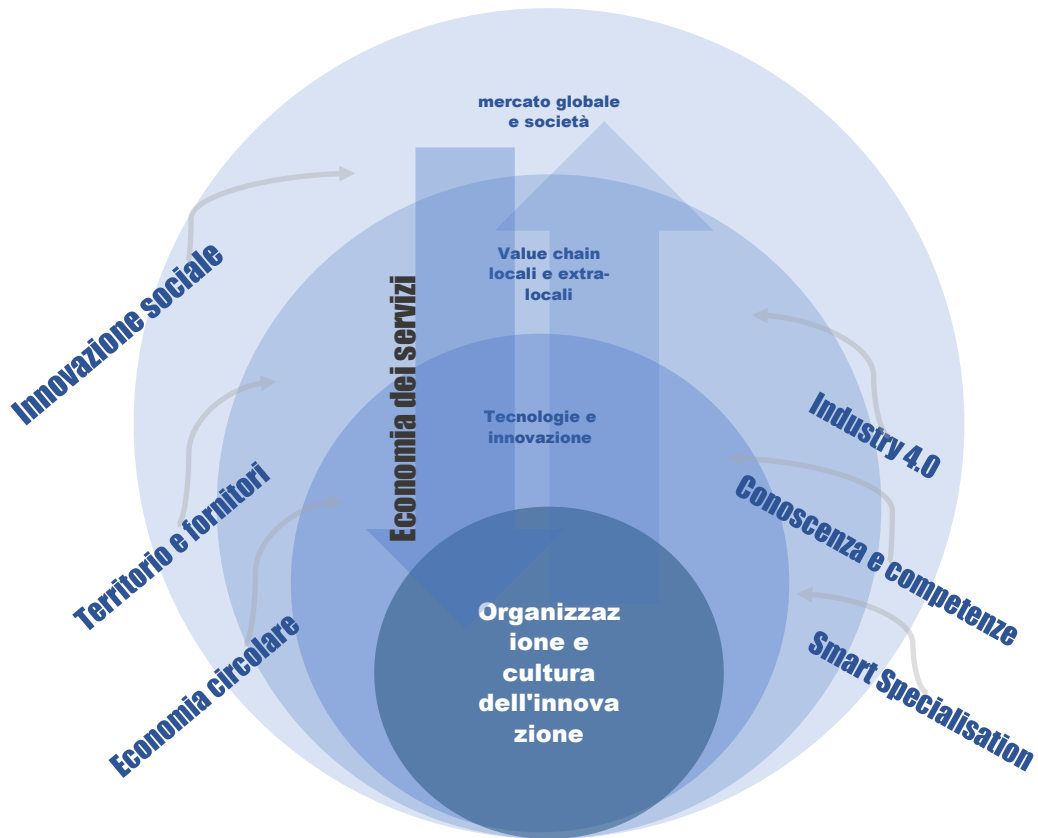 mercato globale
e società
Value chain
locali e extra-
locali
Tecnologie e
innovazione
Organizzaz
ione e
cultura
dell'innova
zione
Economia dei servizi
Innovazione sociale
Territorio e fornitori
Economia circolare
Industry 4.0
Conoscenza e competenze
Smart Specialisation